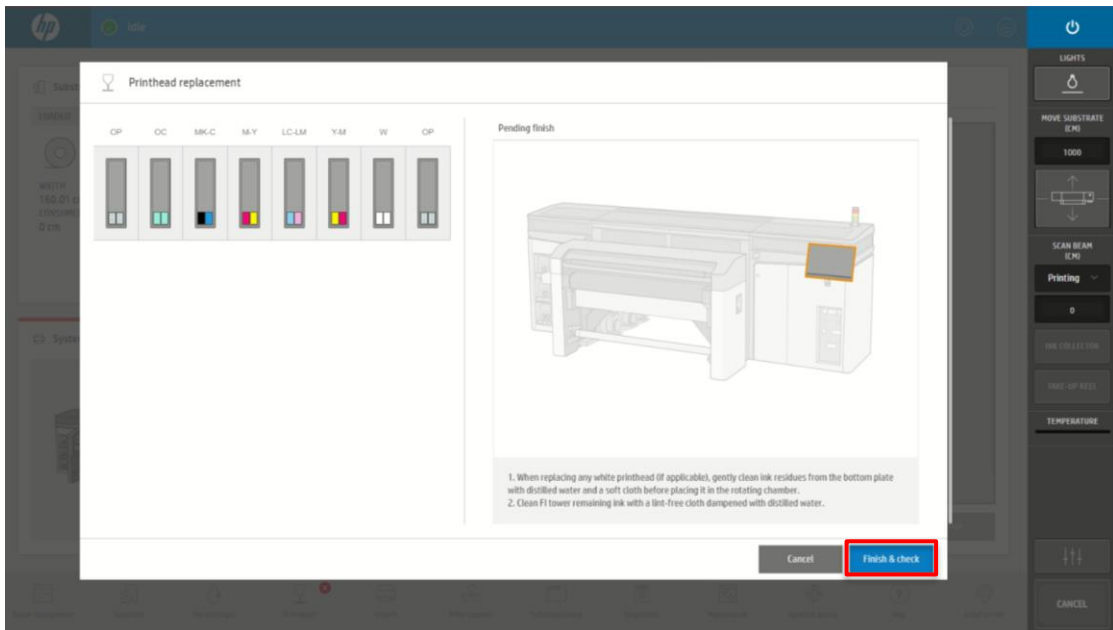 hp
Idle
LIGHTS
MOVE SUBSTRATE
(CM)
1000
SCAN BEAM
(CM)
Printing
0
INK COLLECTOR
TAKE-UP REEL
TEMPERATURE
CANCEL
Printhead replacement
OP OC MK-C M-Y LC-LM Y-M W OP
Pending finish
1. When replacing any white printhead (if applicable), gently clean ink residues from the bottom plate
with distilled water and a soft cloth before placing it in the rotating chamber.
2. Clean FI tower remaining ink with a lint-free cloth dampened with distilled water.
Cancel Finish & check
WIDTH
0 cm